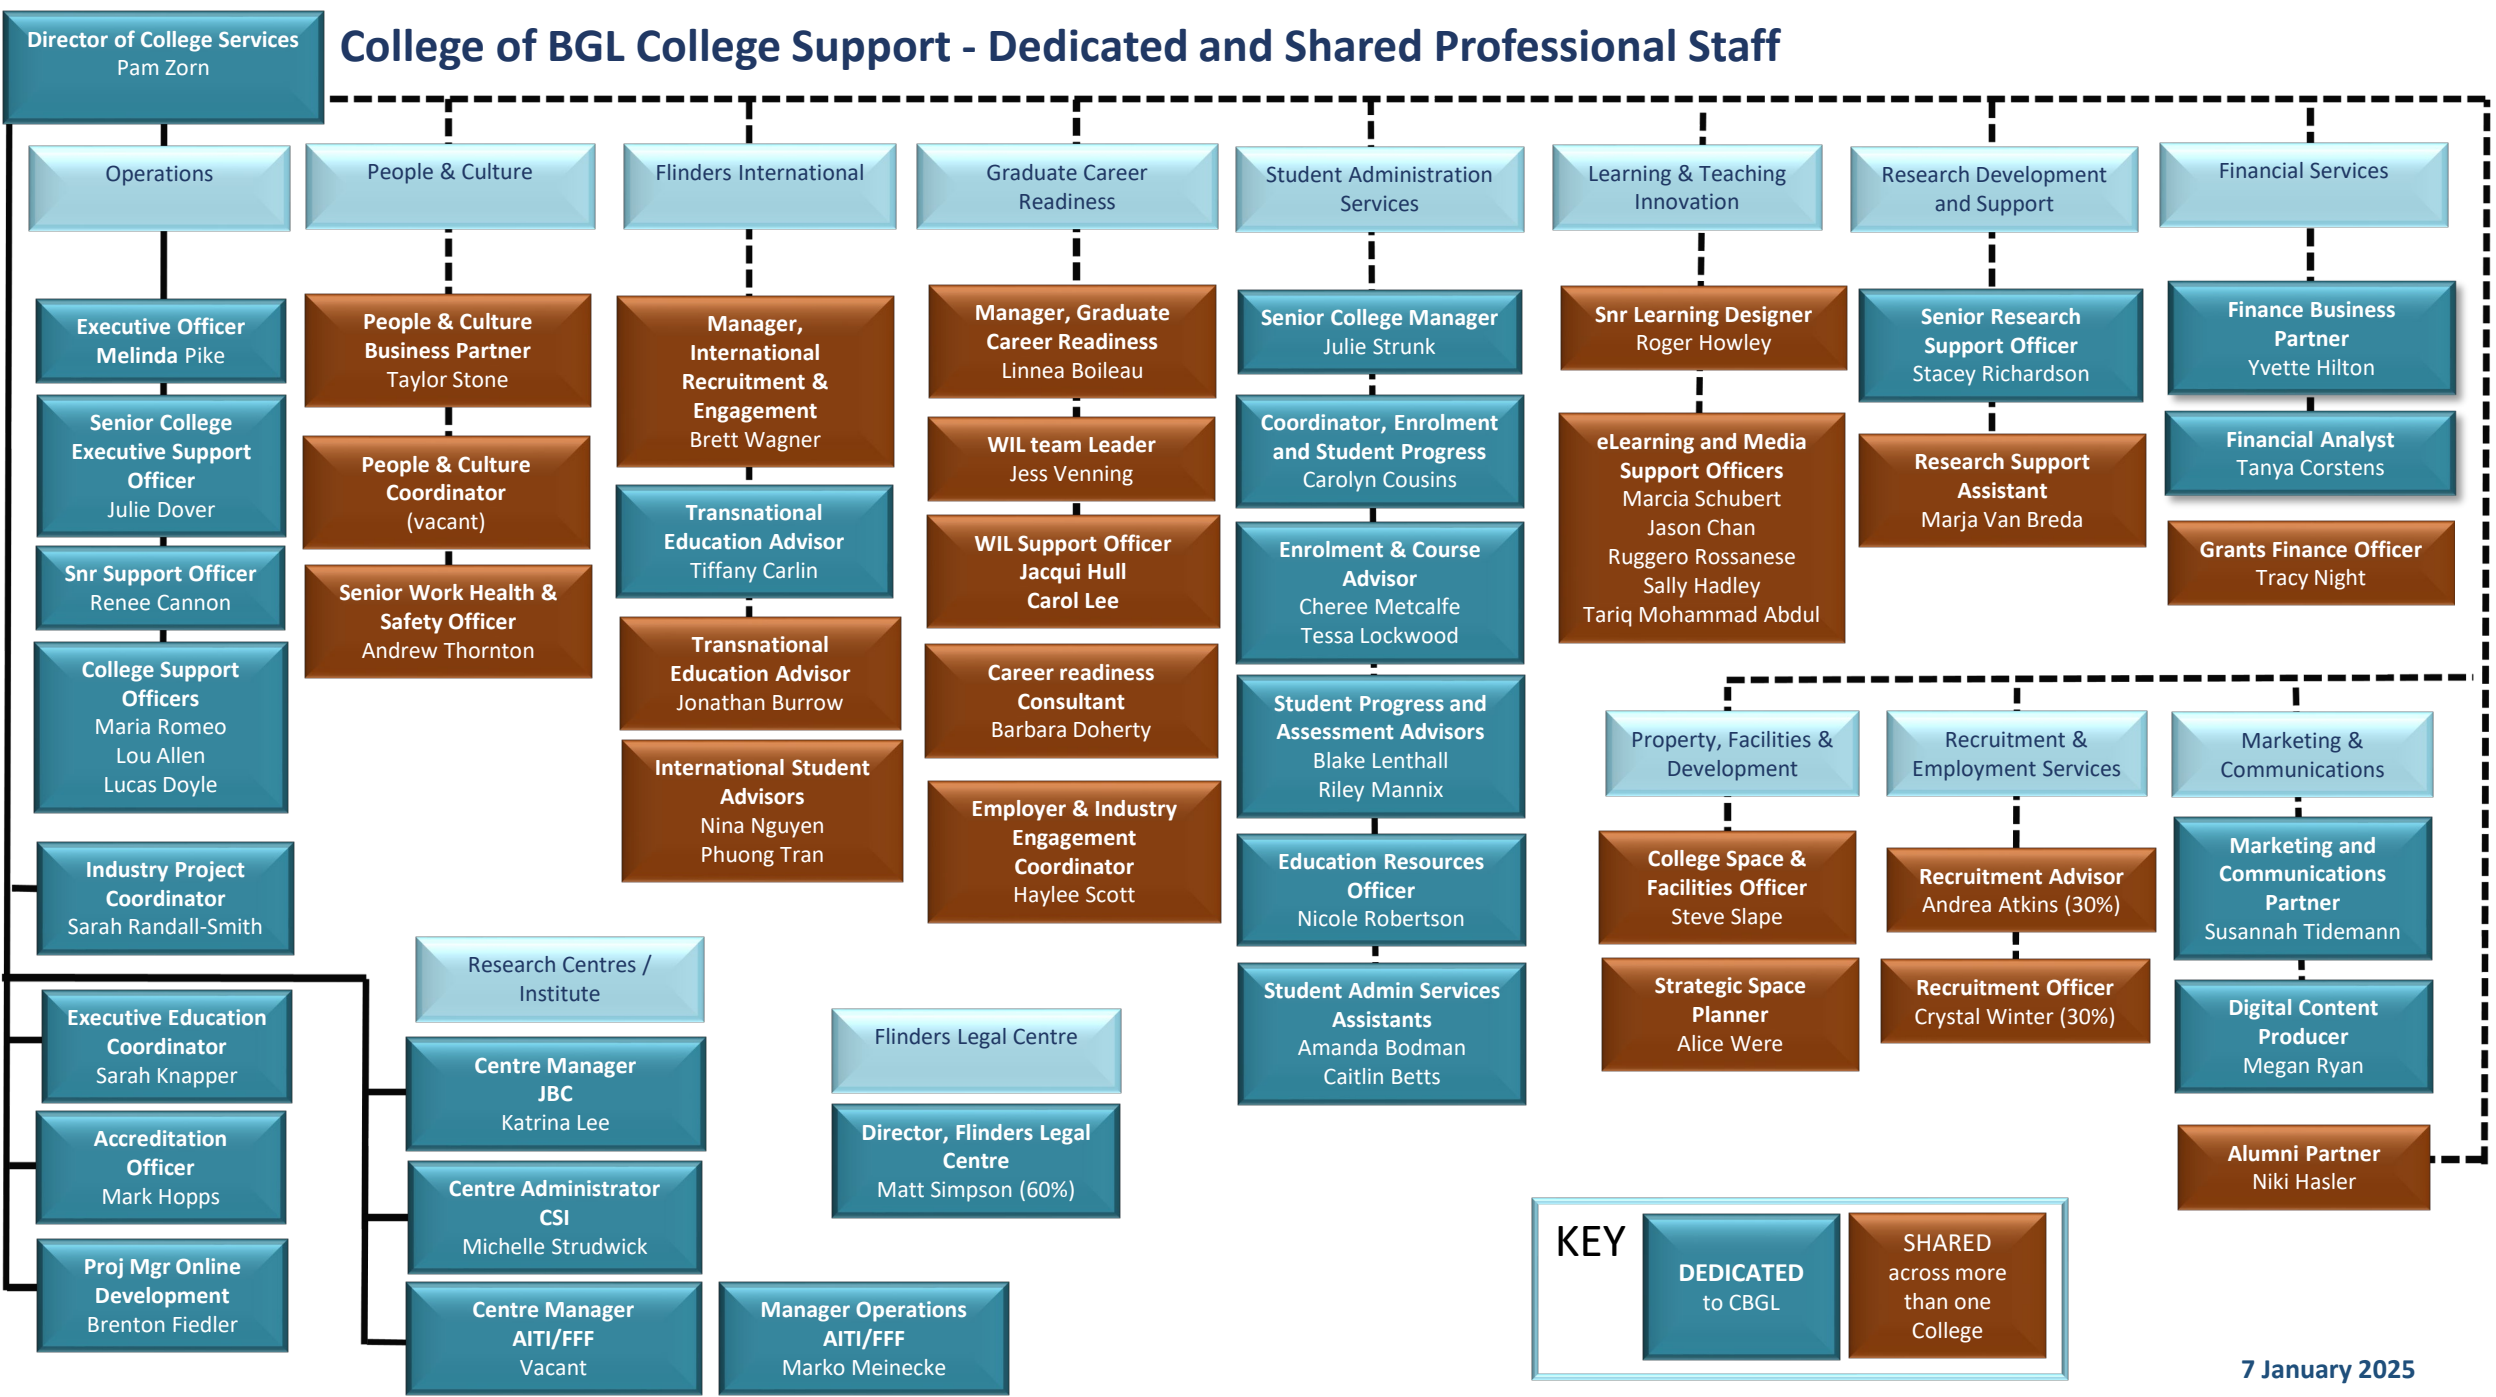 Director of College Services
Pam Zorn
College of BGL College Support - Dedicated and Shared Professional Staff
Operations
Executive Officer
Melinda Pike
Senior College
Executive Support
Officer
Julie Dover
Snr Support Officer
Renee Cannon
College Support
Officers
Maria Romeo
Lou Allen
Lucas Doyle
Industry Project
Coordinator
Sarah Randall-Smith
Executive Education
Coordinator
Sarah Knapper
Accreditation
Officer
Mark Hopps
Proj Mgr Online
Development
Brenton Fiedler
People & Culture
People & Culture
Business Partner
Taylor Stone
People & Culture
Coordinator
(vacant)
Senior Work Health &
Safety Officer
Andrew Thornton
Flinders International
Manager,
International
Recruitment &
Engagement
Brett Wagner
Transnational
Education Advisor
Tiffany Carlin
Transnational
Education Advisor
Jonathan Burrow
International Student
Advisors
Nina Nguyen
Phuong Tran
Graduate Career
Readiness
Manager, Graduate
Career Readiness
Linnea Boileau
WIL team Leader
Jess Venning
WIL Support Officer
Jacqui Hull
Carol Lee
Career readiness
Consultant
Barbara Doherty
Employer & Industry
Engagement
Coordinator
Haylee Scott
Student Administration
Services
Senior College Manager
Julie Strunk
Coordinator, Enrolment
and Student Progress
Carolyn Cousins
Enrolment & Course
Advisor
Cheree Metcalfe
Tessa Lockwood
Student Progress and
Assessment Advisors
Blake Lenthall
Riley Mannix
Education Resources
Officer
Nicole Robertson
Student Admin Services
Assistants
Amanda Bodman
Caitlin Betts
Learning & Teaching
Innovation
Snr Learning Designer
Roger Howley
eLearning and Media
Support Officers
Marcia Schubert
Jason Chan
Ruggero Rossanese
Sally Hadley
Tariq Mohammad Abdul
Research Development
and Support
Senior Research
Support Officer
Stacey Richardson
Research Support
Assistant
Marja Van Breda
Financial Services
Finance Business
Partner
Yvette Hilton
Financial Analyst
Tanya Corstens
Grants Finance Officer
Tracy Night
Property, Facilities &
Development
College Space &
Facilities Officer
Steve Slape
Strategic Space
Planner
Alice Were
Recruitment &
Employment Services
Recruitment Advisor
Andrea Atkins (30%)
Recruitment Officer
Crystal Winter (30%)
Marketing &
Communications
Marketing and
Communications
Partner
Susannah Tidemann
Digital Content
Producer
Megan Ryan
Alumni Partner
Niki Hasler
Research Centres /
Institute
Centre Manager
JBC
Katrina Lee
Centre Administrator
CSI
Michelle Strudwick
Centre Manager
AITI/FFF
Vacant
Manager Operations
AITI/FFF
Marko Meinecke
Flinders Legal Centre
Director, Flinders Legal
Centre
Matt Simpson (60%)
KEY
DEDICATED
to CBGL
SHARED
across more
than one
College
7 January 2025